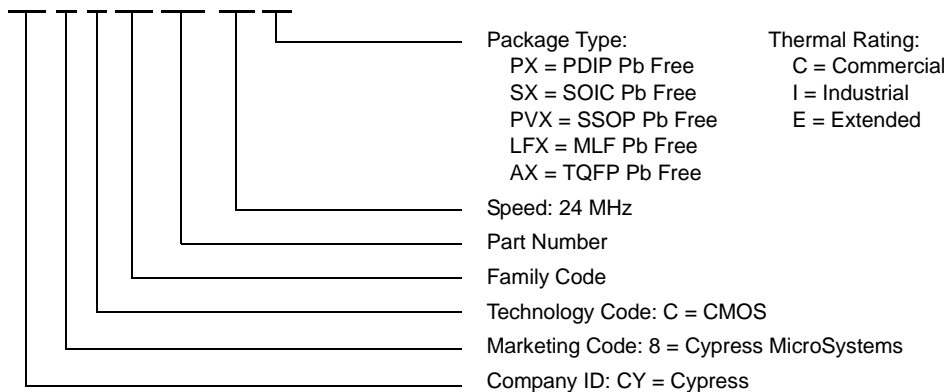 Package Type:
PX = PDIP Pb Free
SX = SOIC Pb Free
PVX = SSOP Pb Free
LFX = MLF Pb Free
AX = TQFP Pb Free
Thermal Rating:
C = Commercial
I = Industrial
E = Extended
Speed: 24 MHz
Part Number
Family Code
Technology Code: C = CMOS
Marketing Code: 8 = Cypress MicroSystems
Company ID: CY = Cypress